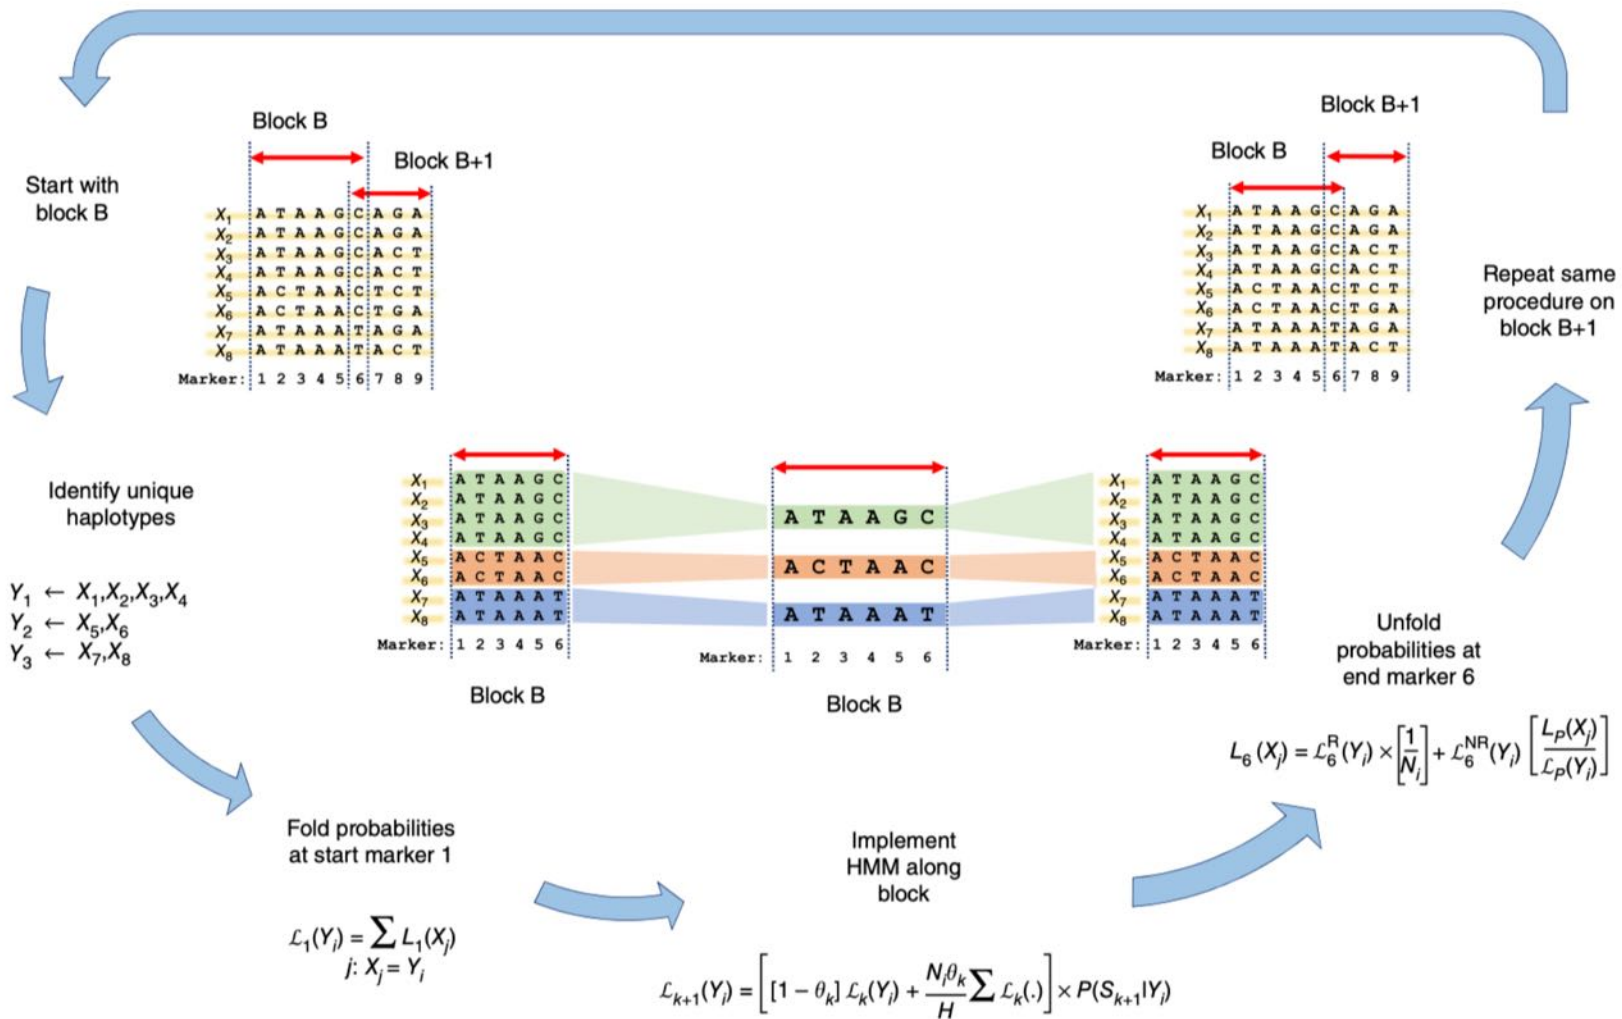 Block B
Block B+1
Start with
block B
X1 A T A A G C A G A
X2 A T A A G C A G A
X3 A T A A G C A C T
X4 A T A A G C A C T
X5 A C T A A C T C T
X6 A C T A A C T G A
X7 A T A A A T A G A
X8 A T A A A T A C T
Marker: 1 2 3 4 5 6 7 8 9
Block B+1
Block B
X1 A T A A G C A G A
X2 A T A A G C A G A
X3 A T A A G C A C T
X4 A T A A G C A C T
X5 A C T A A C T C T
X6 A C T A A C T G A
X7 A T A A A T A G A
X8 A T A A A T A C T
Marker: 1 2 3 4 5 6 7 8 9
Repeat same
procedure on
block B+1
Identify unique
haplotypes
Y1 ← X1,X2,X3,X4
Y2 ← X5,X6
Y3 ← X7,X8
X1 A T A A G C
X2 A T A A G C
X3 A T A A G C
X4 A T A A G C
X5 A C T A A C
X6 A C T A A C
X7 A T A A A T
X8 A T A A A T
Marker: 1 2 3 4 5 6
Block B
A T A A G C
A C T A A C
A T A A A T
Marker: 1 2 3 4 5 6
Block B
X1 A T A A G C
X2 A T A A G C
X3 A T A A G C
X4 A T A A G C
X5 A C T A A C
X6 A C T A A C
X7 A T A A A T
X8 A T A A A T
Marker: 1 2 3 4 5 6
Unfold
probabilities at
end marker 6
L6 (Xj) = ℒ6^R(Yi) × [1/Ni] + ℒ6^NR(Yi) [LP(Xj)/ℒP(Yi)]
Fold probabilities
at start marker 1
ℒ1(Yi) = ∑ L1(Xj)
j: Xj = Yi
Implement
HMM along
block
ℒk+1(Yi) = [[1 − θk] ℒk(Yi) + Niθk/H ∑ ℒk(.)] × P(Sk+1|Yi)